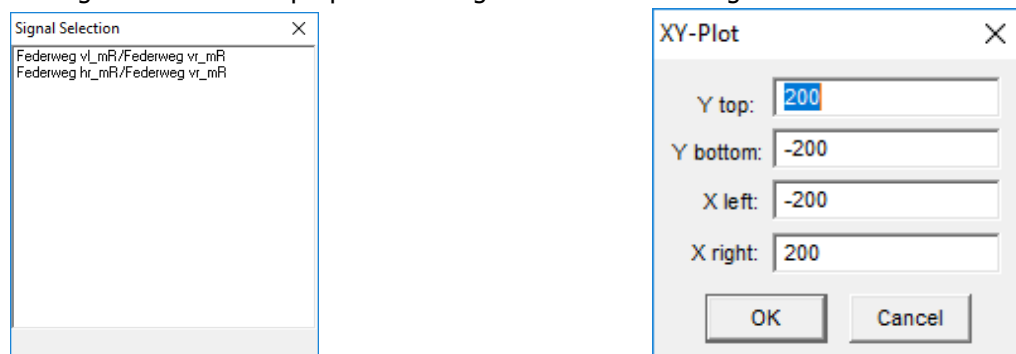 Signal Selection
Federweg vl_mR/Federweg vr_mR
Federweg hr_mR/Federweg vr_mR
XY-Plot
Y top: 200
Y bottom: -200
X left: -200
X right: 200
OK Cancel